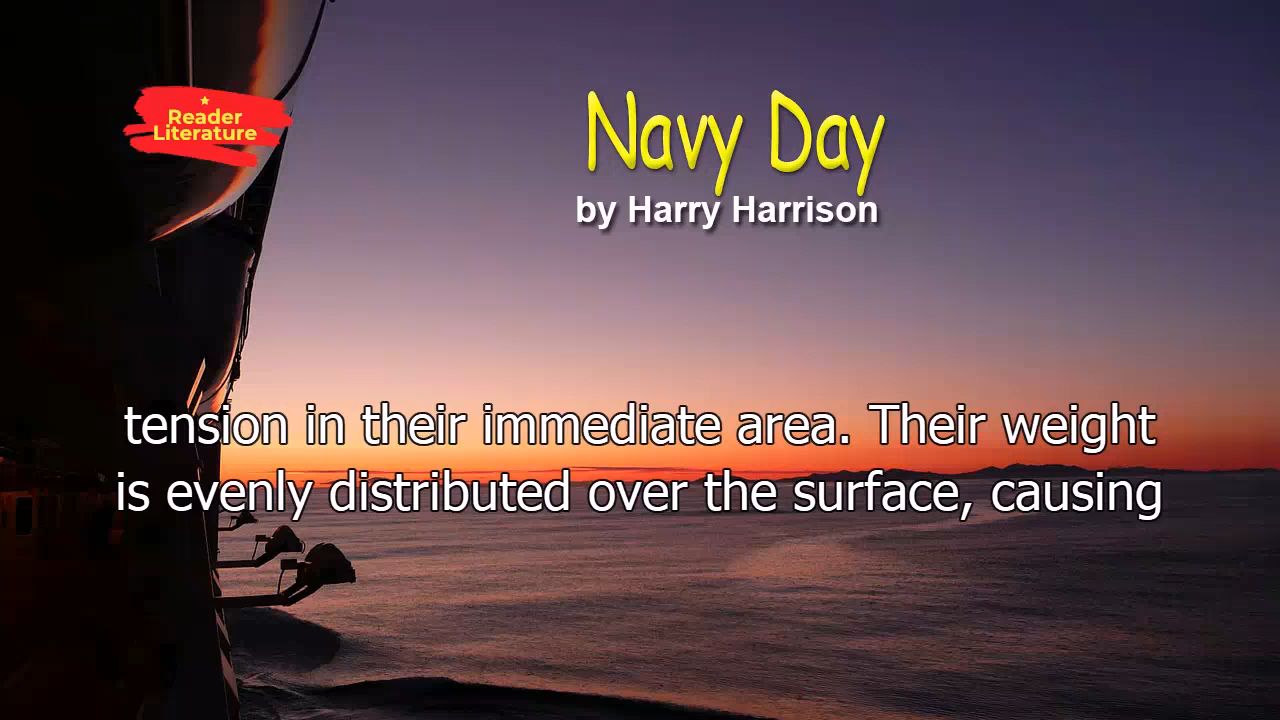 Reader
Literature
Navy Day
by Harry Harrison
tension in their immediate area. Their weight
is evenly distributed over the surface, causing